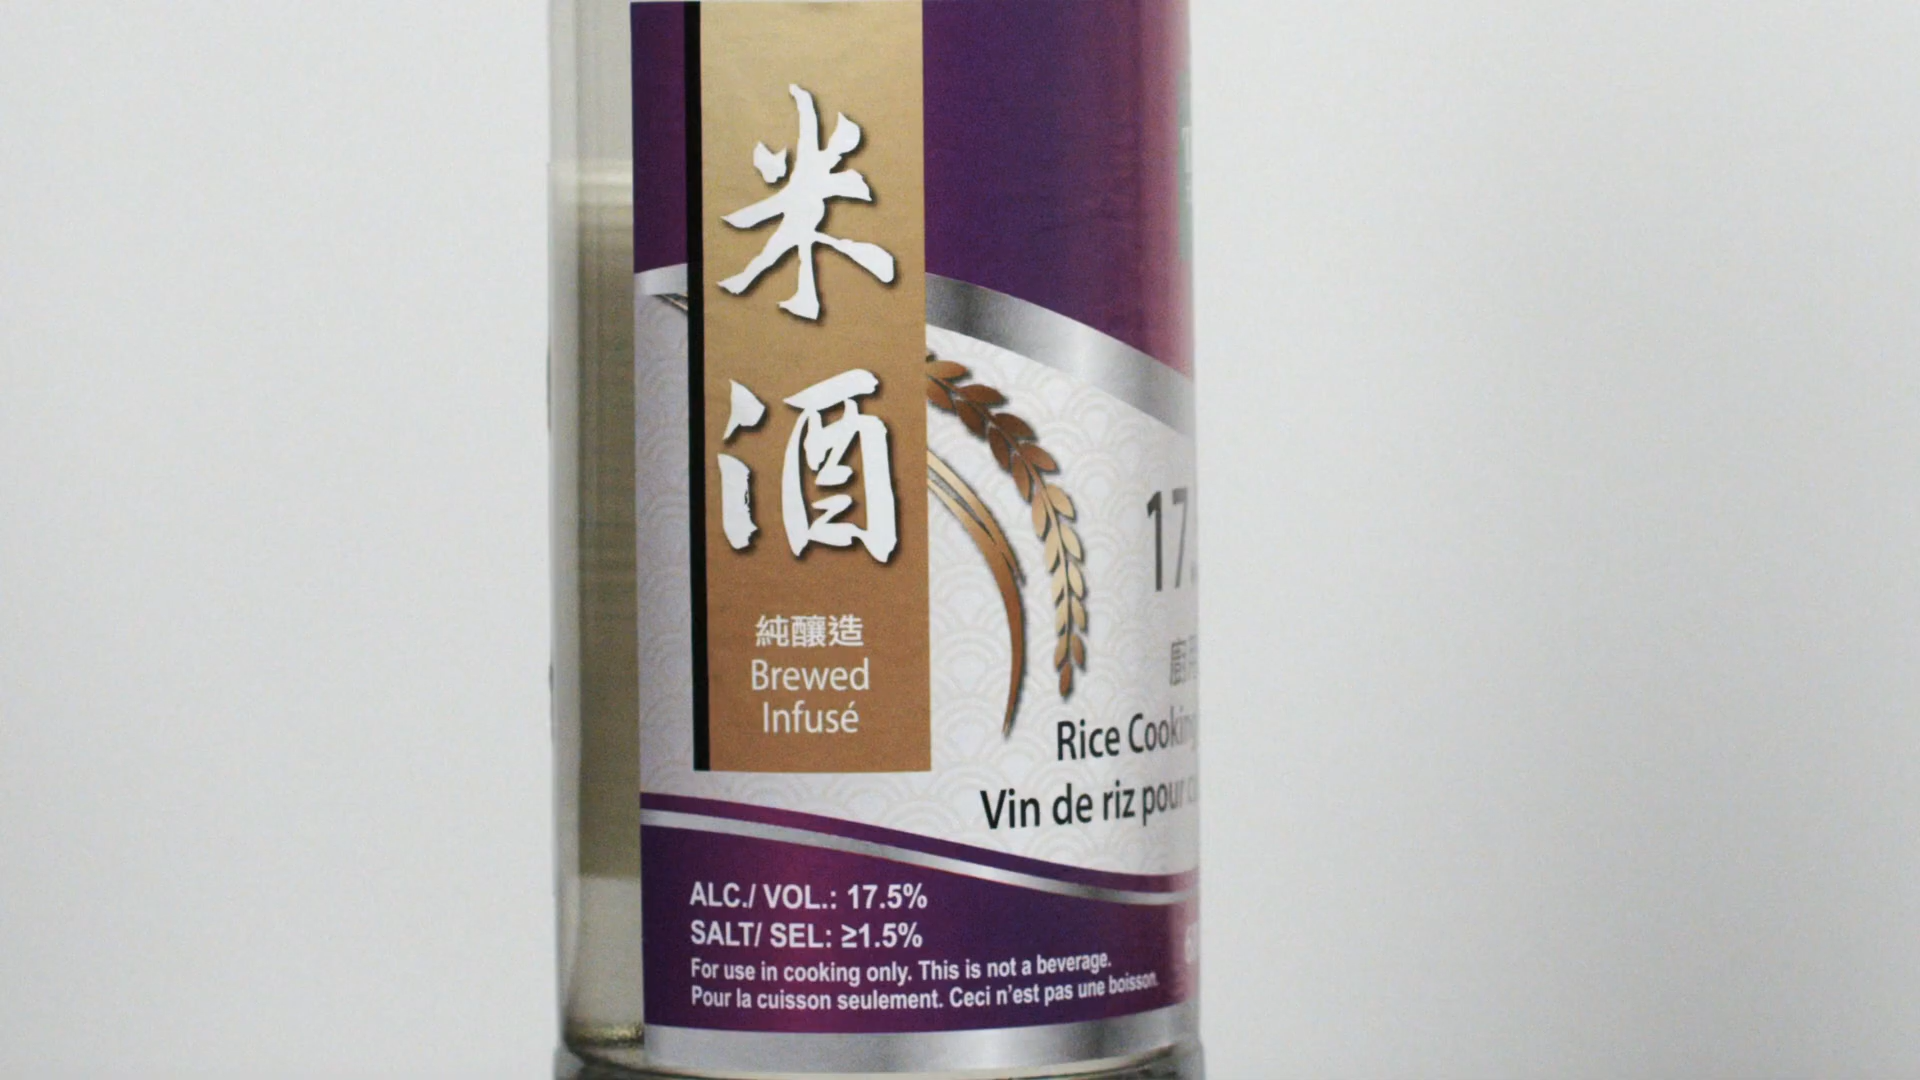 米酒
純釀造
Brewed
Infusé
17
Rice Cooking
Vin de riz pour
ALC./ VOL.: 17.5%
SALT/ SEL: ≥1.5%
For use in cooking only. This is not a beverage.
Pour la cuisson seulement. Ceci n'est pas une boisson.